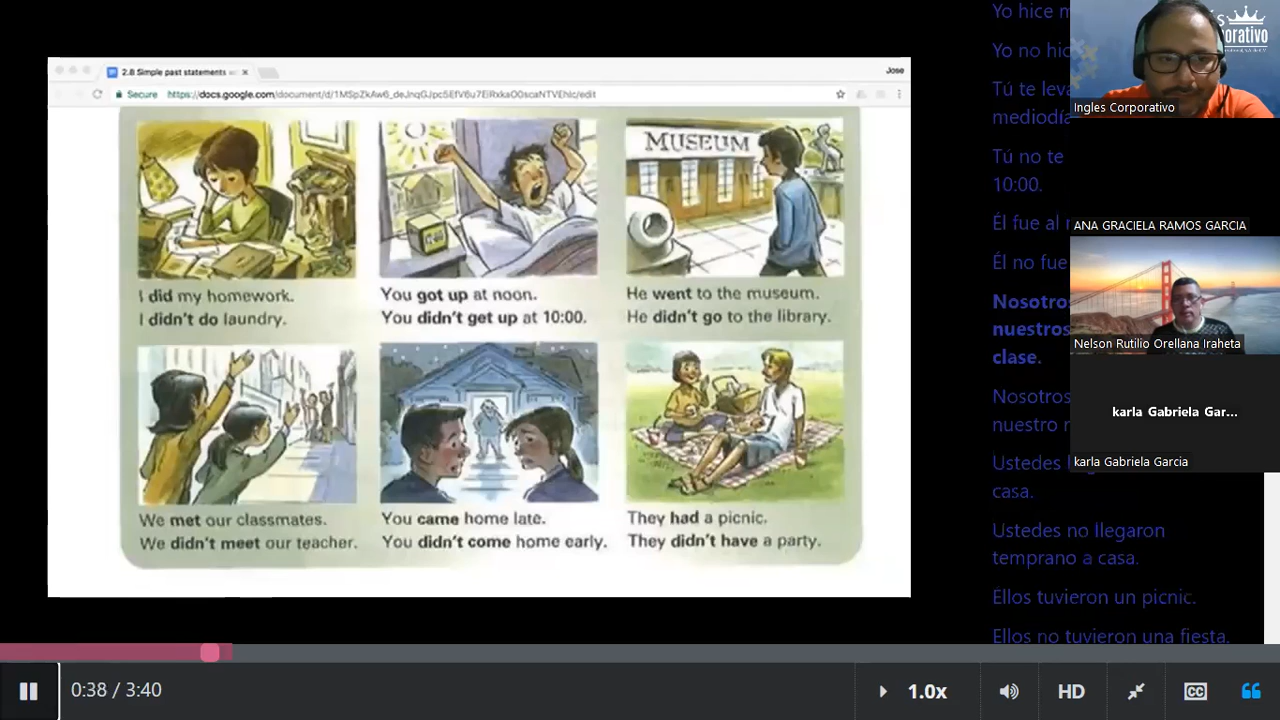 2.8 Simple past statements
Jose
Secure
https://docs.google.com/document/d/1MSpZkAw6_deJnqGJpc5EfV6u7EiRxkaO0scaNTVEhIc/edit
MUSEUM
I did my homework.
I didn't do laundry.
You got up at noon.
You didn't get up at 10:00.
He went to the museum.
He didn't go to the library.
We met our classmates.
We didn't meet our teacher.
You came home late.
You didn't come home early.
They had a picnic.
They didn't have a party.
Yo hice
Yo no
Tú te
mediodía
Tú no te
10:00.
Él fue al
Él no fue
Nosotros
nuestros
clase.
Nosotros
nuestro
Ustedes
casa.
Ustedes no llegaron
temprano a casa.
Ellos tuvieron un picnic.
Ellos no tuvieron una fiesta.
Ingles Corporativo
ANA GRACIELA RAMOS GARCIA
Nelson Rutilio Orellana Iraheta
karla Gabriela Gar...
karla Gabriela Garcia
0:38 / 3:40
1.0x
HD
CC